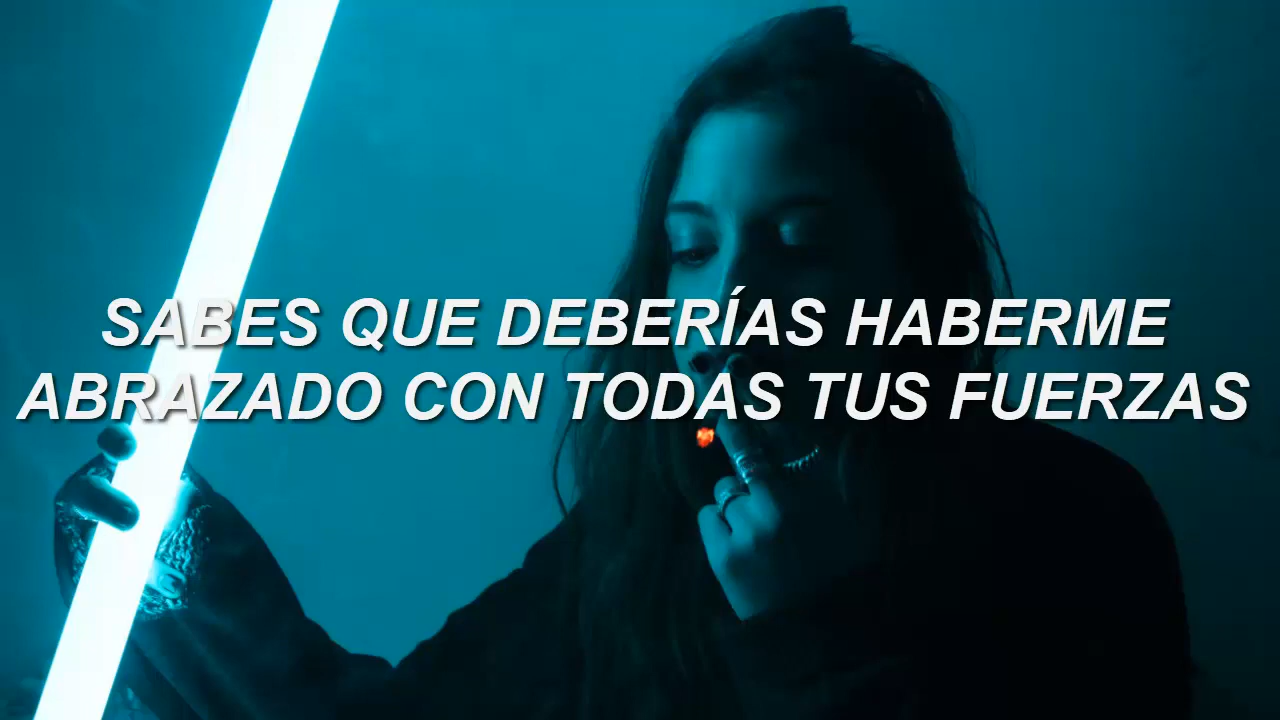 SABES QUE DEBERÍAS HABERME
ABRAZADO CON TODAS TUS FUERZAS